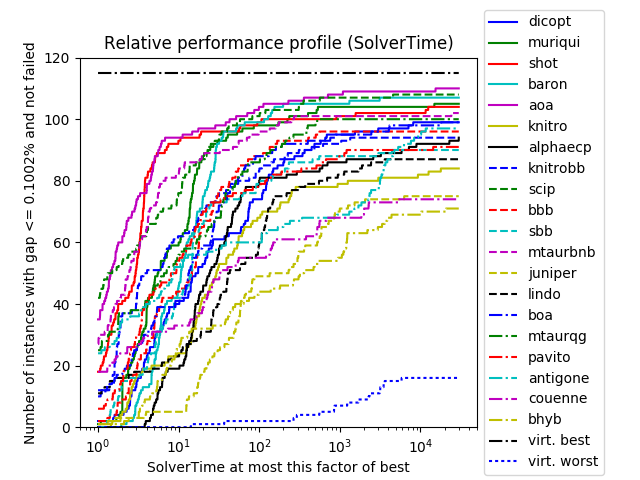 Relative performance profile (SolverTime)
Number of instances with gap <= 0.1002% and not failed
120
100
80
60
40
20
0
10^0
10^1
10^2
10^3
10^4
SolverTime at most this factor of best
dicopt
muriqui
shot
baron
aoa
knitro
alphaecp
knitrobb
scip
bbb
sbb
mtaurbnb
juniper
lindo
boa
mtaurqg
pavito
antigone
couenne
bhyb
virt. best
virt. worst